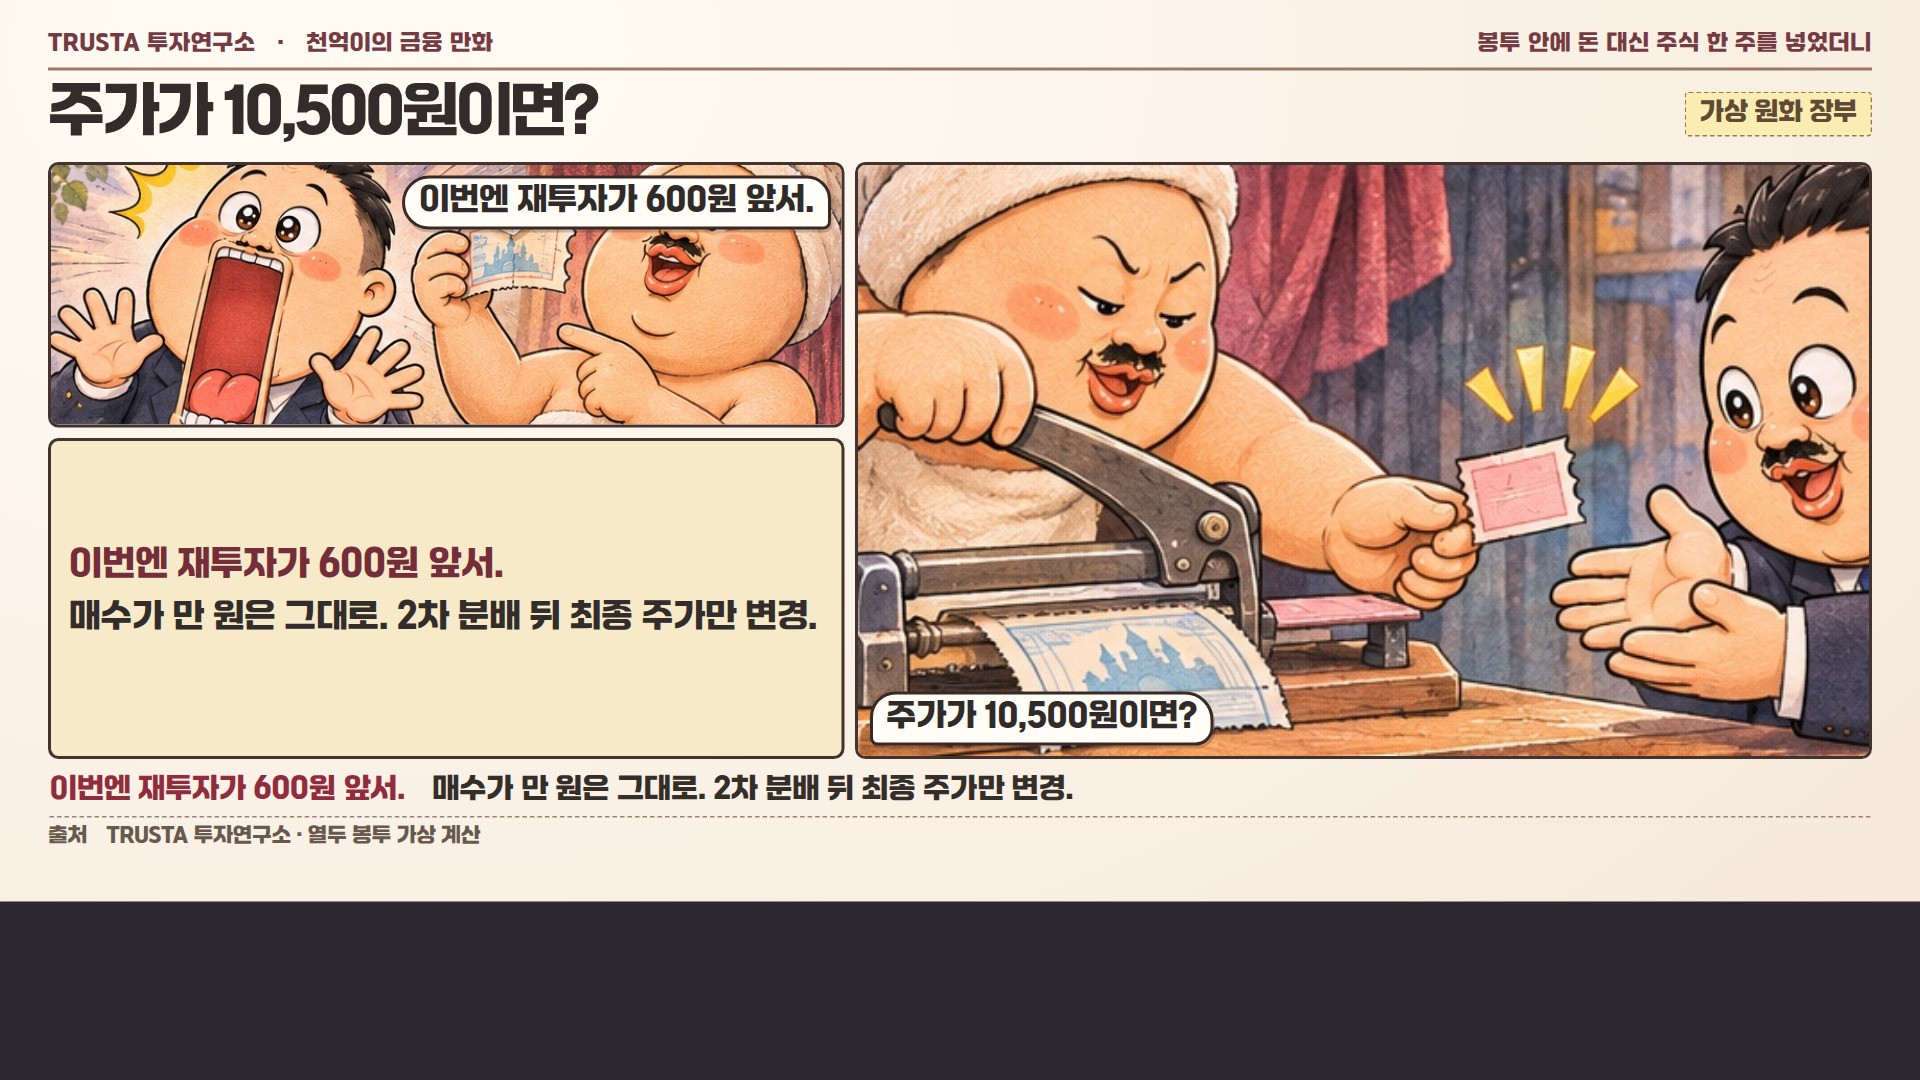 TRUSTA 투자연구소 · 천억이의 금융 만화
봉투 안에 돈 대신 주식 한 주를 넣었더니
주가가 10,500원이면?
가상 원화 장부
이번엔 재투자가 600원 앞서.
이번엔 재투자가 600원 앞서.
매수가 만 원은 그대로. 2차 분배 뒤 최종 주가만 변경.
주가가 10,500원이면?
이번엔 재투자가 600원 앞서. 매수가 만 원은 그대로. 2차 분배 뒤 최종 주가만 변경.
출처 TRUSTA 투자연구소 · 열두 봉투 가상 계산